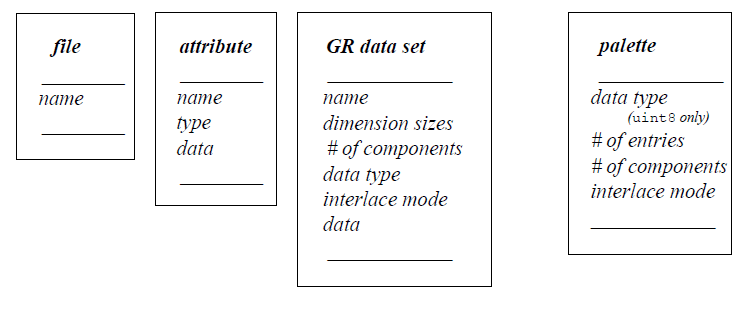 file
name
attribute
name
type
data
GR data set
name
dimension sizes
# of components
data type
interlace mode
data
palette
data type
(uint8 only)
# of entries
# of components
interlace mode